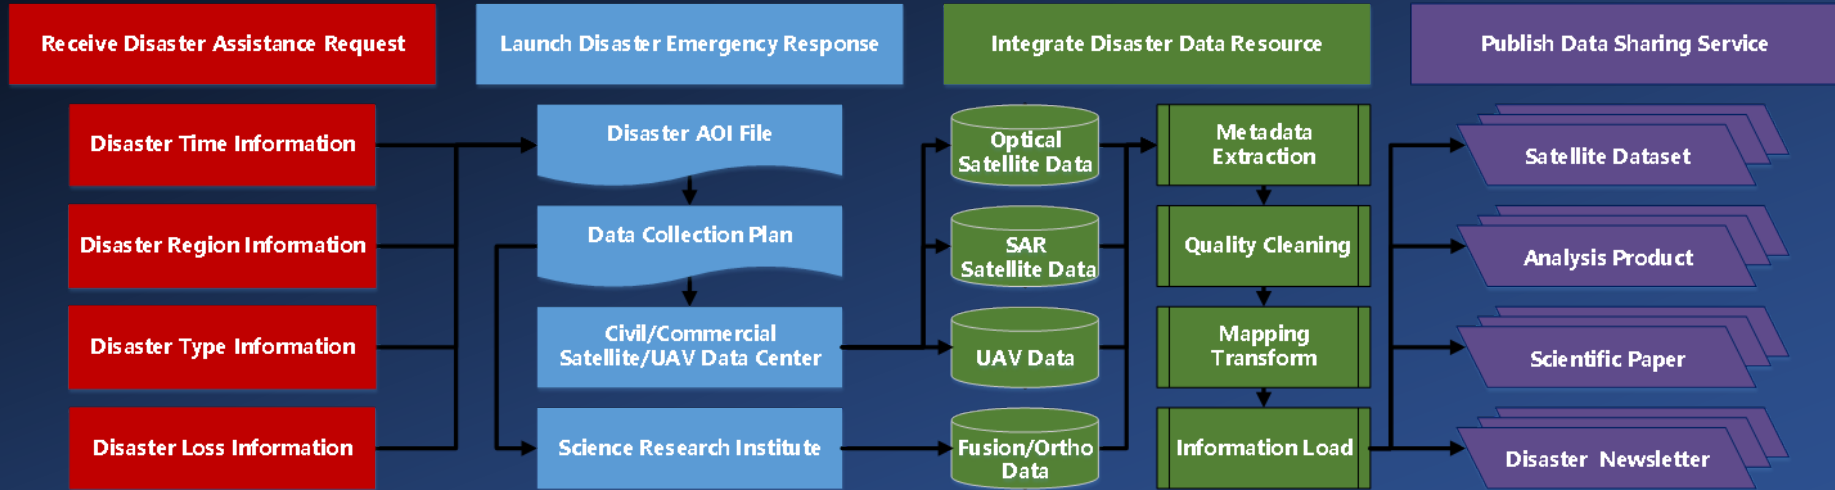 Receive Disaster Assistance Request
Launch Disaster Emergency Response
Integrate Disaster Data Resource
Publish Data Sharing Service
Disaster Time Information
Disaster Region Information
Disaster Type Information
Disaster Loss Information
Disaster AOI File
Data Collection Plan
Civil/Commercial
Satellite/UAV Data Center
Science Research Institute
Optical
Satellite Data
SAR
Satellite Data
UAV Data
Fusion/Ortho
Data
Metadata
Extraction
Quality Cleaning
Mapping
Transform
Information Load
Satellite Dataset
Analysis Product
Scientific Paper
Disaster Newsletter